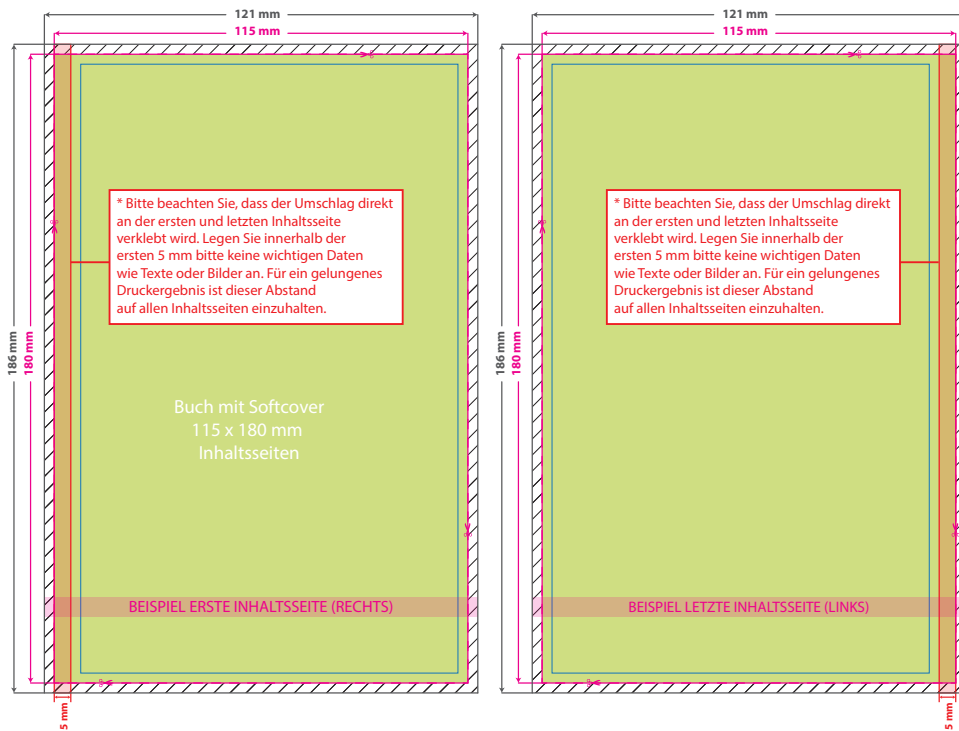 121 mm
115 mm
186 mm
180 mm
* Bitte beachten Sie, dass der Umschlag direkt
an der ersten und letzten Inhaltsseite
verklebt wird. Legen Sie innerhalb der
ersten 5 mm bitte keine wichtigen Daten
wie Texte oder Bilder an. Für ein gelungenes
Druckergebnis ist dieser Abstand
auf allen Inhaltsseiten einzuhalten.
Buch mit Softcover
115 x 180 mm
Inhaltsseiten
BEISPIEL ERSTE INHALTSSEITE (RECHTS)
5 mm
121 mm
115 mm
186 mm
180 mm
* Bitte beachten Sie, dass der Umschlag direkt
an der ersten und letzten Inhaltsseite
verklebt wird. Legen Sie innerhalb der
ersten 5 mm bitte keine wichtigen Daten
wie Texte oder Bilder an. Für ein gelungenes
Druckergebnis ist dieser Abstand
auf allen Inhaltsseiten einzuhalten.
BEISPIEL LETZTE INHALTSSEITE (LINKS)
5 mm